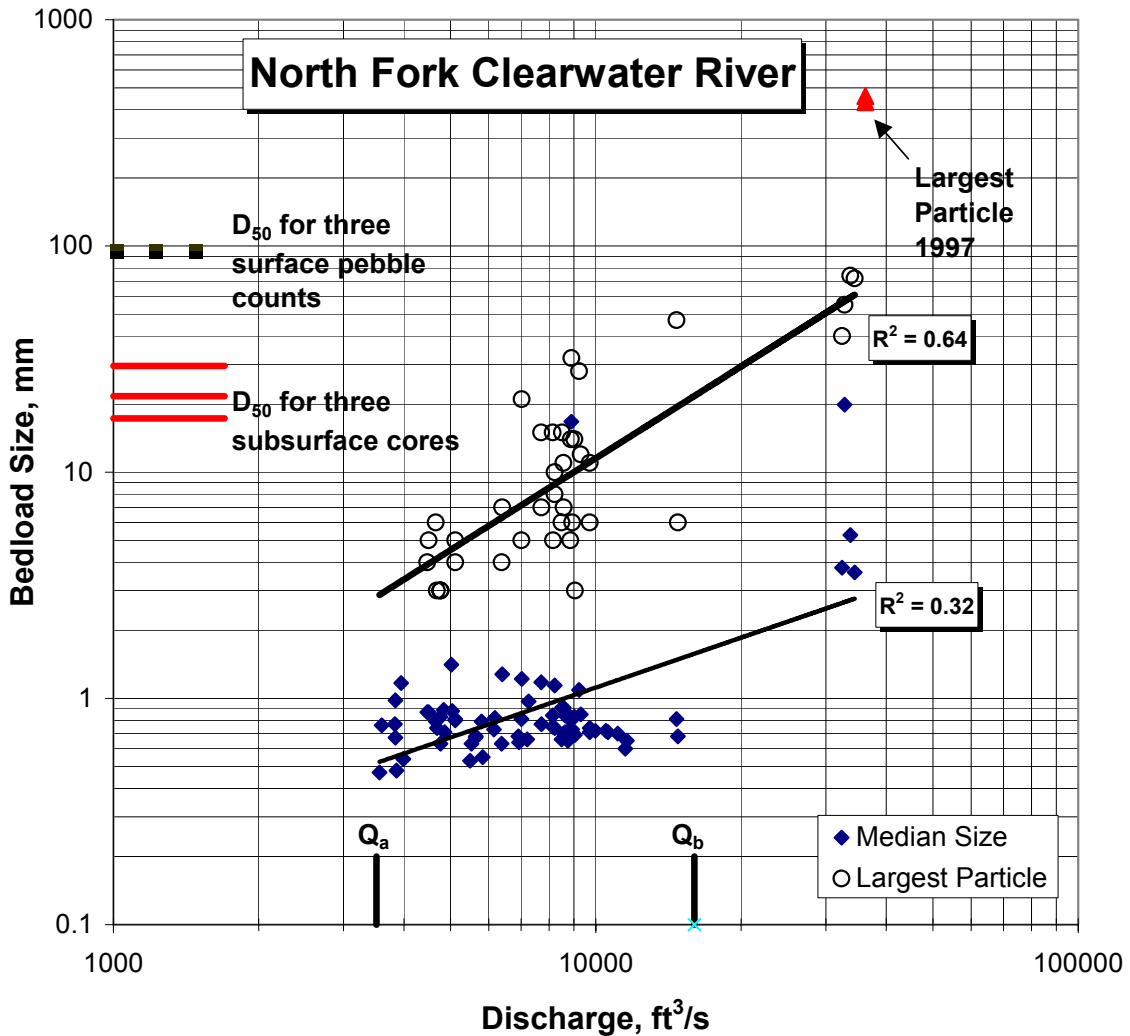 North Fork Clearwater River
1000
100
10
1
0.1
Bedload Size, mm
D₅₀ for three
surface pebble
counts
D₅₀ for three
subsurface cores
Largest
Particle
1997
R² = 0.64
R² = 0.32
Qₐ
Q_b
Median Size
Largest Particle
1000
10000
100000
Discharge, ft³/s